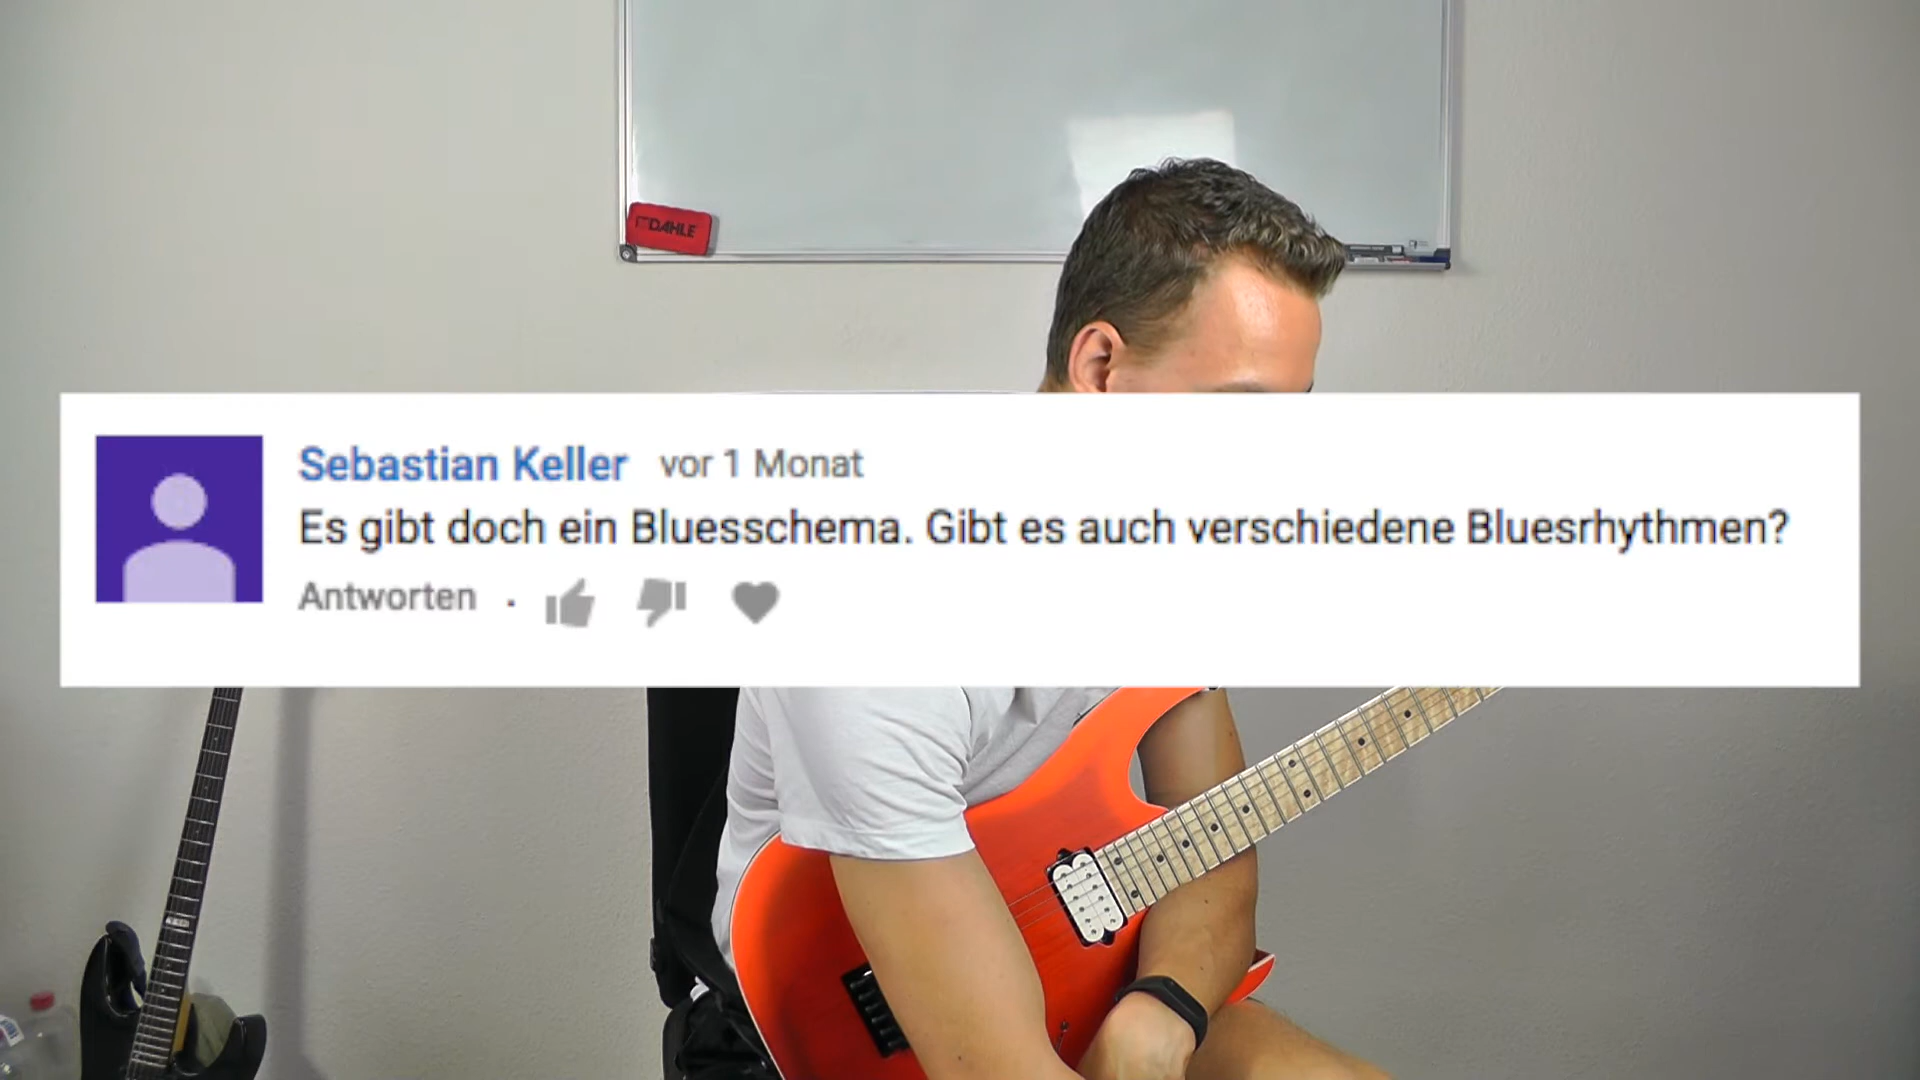 DAHLE
Sebastian Keller vor 1 Monat
Es gibt doch ein Bluesschema. Gibt es auch verschiedene Bluesrhythmen?
Antworten ·